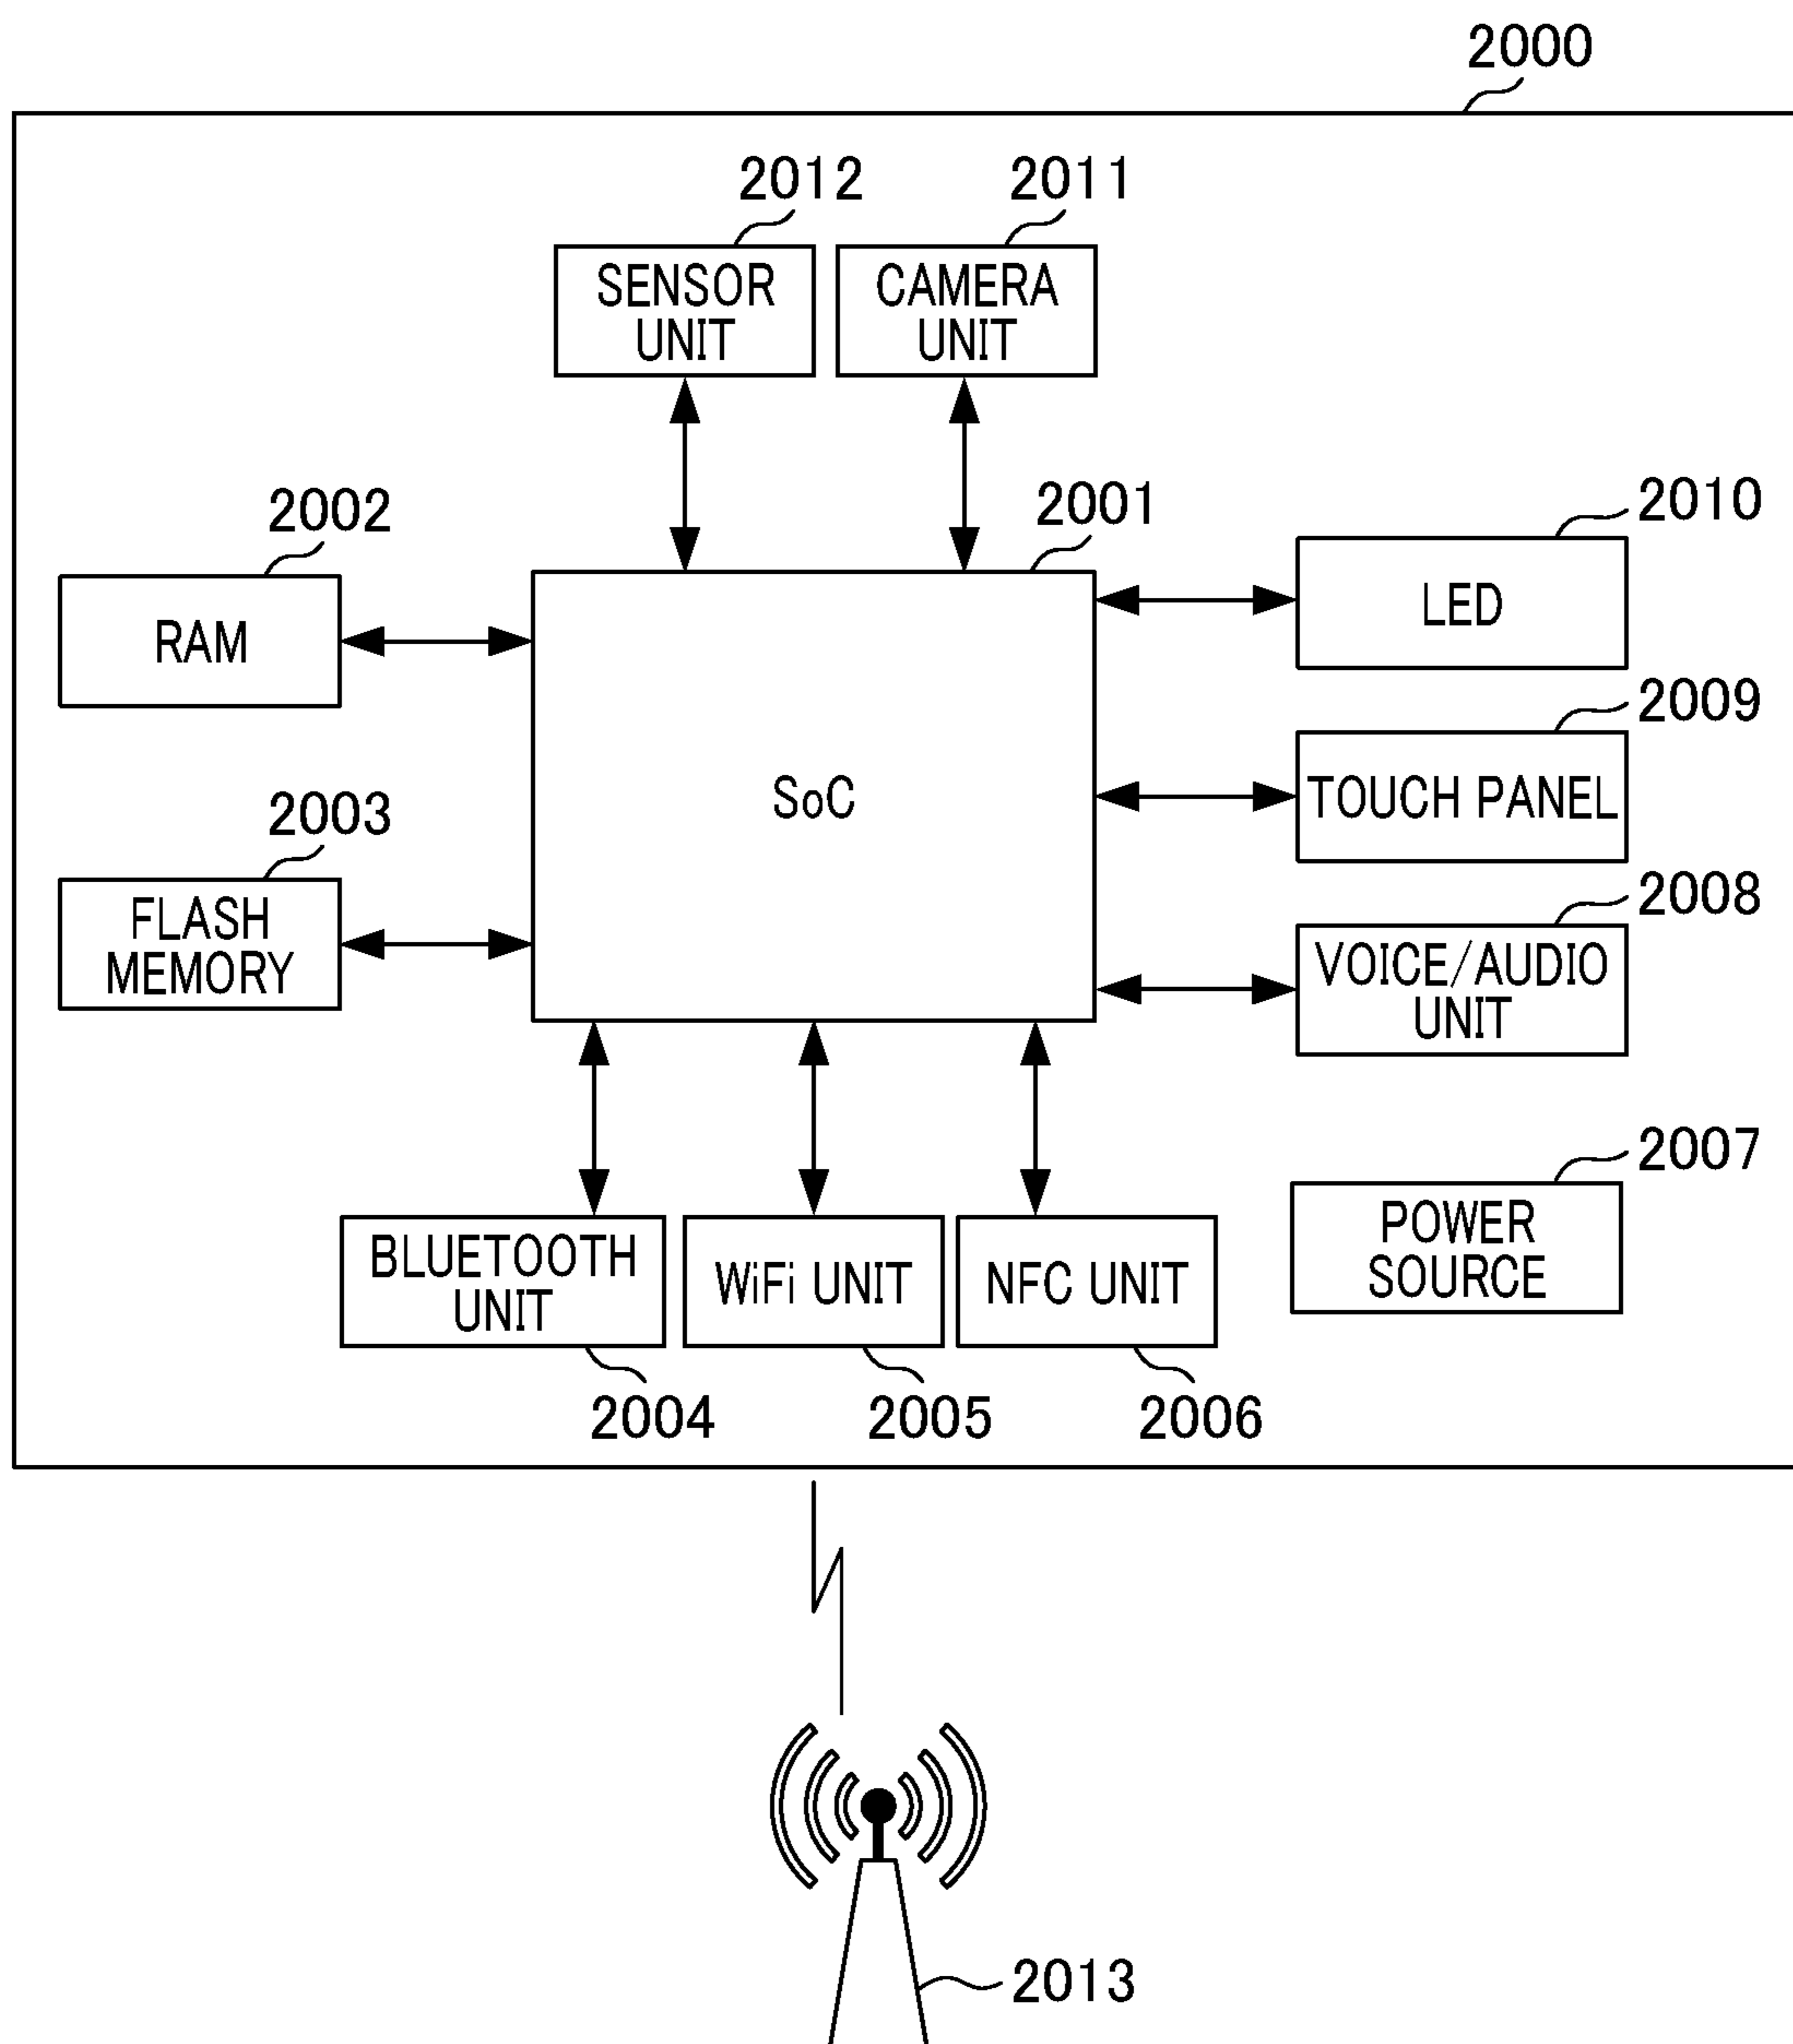 2000
2012
2011
SENSOR
UNIT
CAMERA
UNIT
2002
2001
2010
RAM
LED
2009
SoC
TOUCH PANEL
2003
2008
FLASH
MEMORY
VOICE/AUDIO
UNIT
2007
BLUETOOTH
UNIT
WiFi UNIT
NFC UNIT
POWER
SOURCE
2004
2005
2006
2013